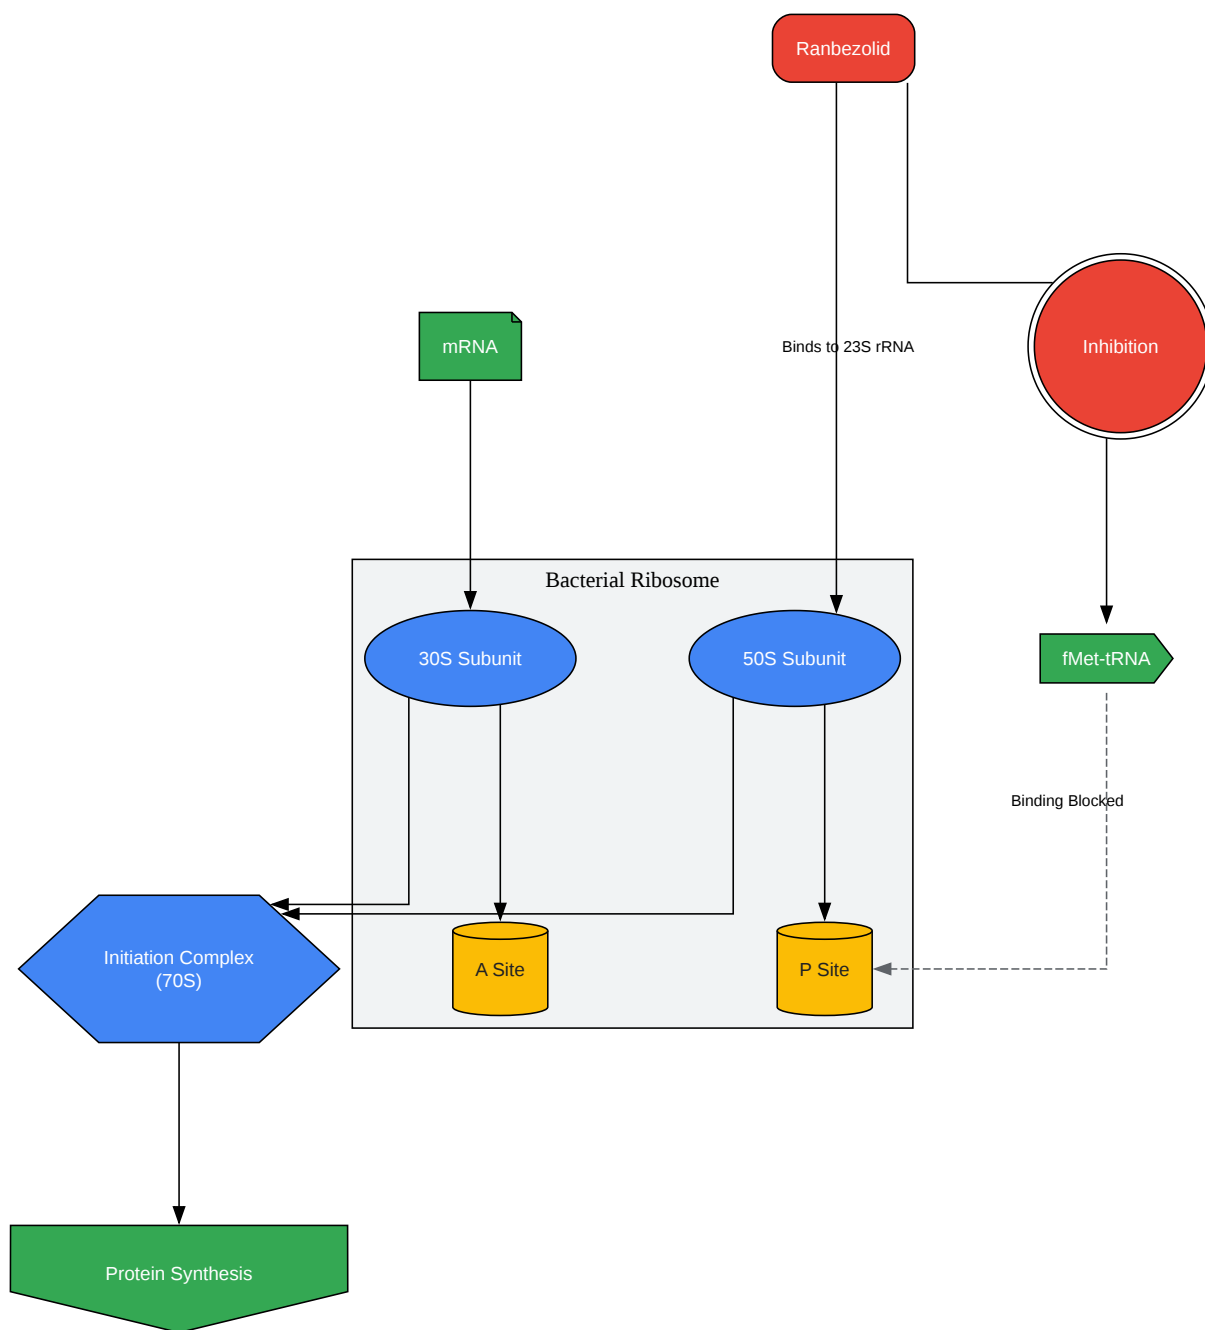 Ranbezolid
mRNA
Binds to 23S rRNA
Inhibition
Bacterial Ribosome
30S Subunit
50S Subunit
fMet-tRNA
Binding Blocked
Initiation Complex
(70S)
A Site
P Site
Protein Synthesis